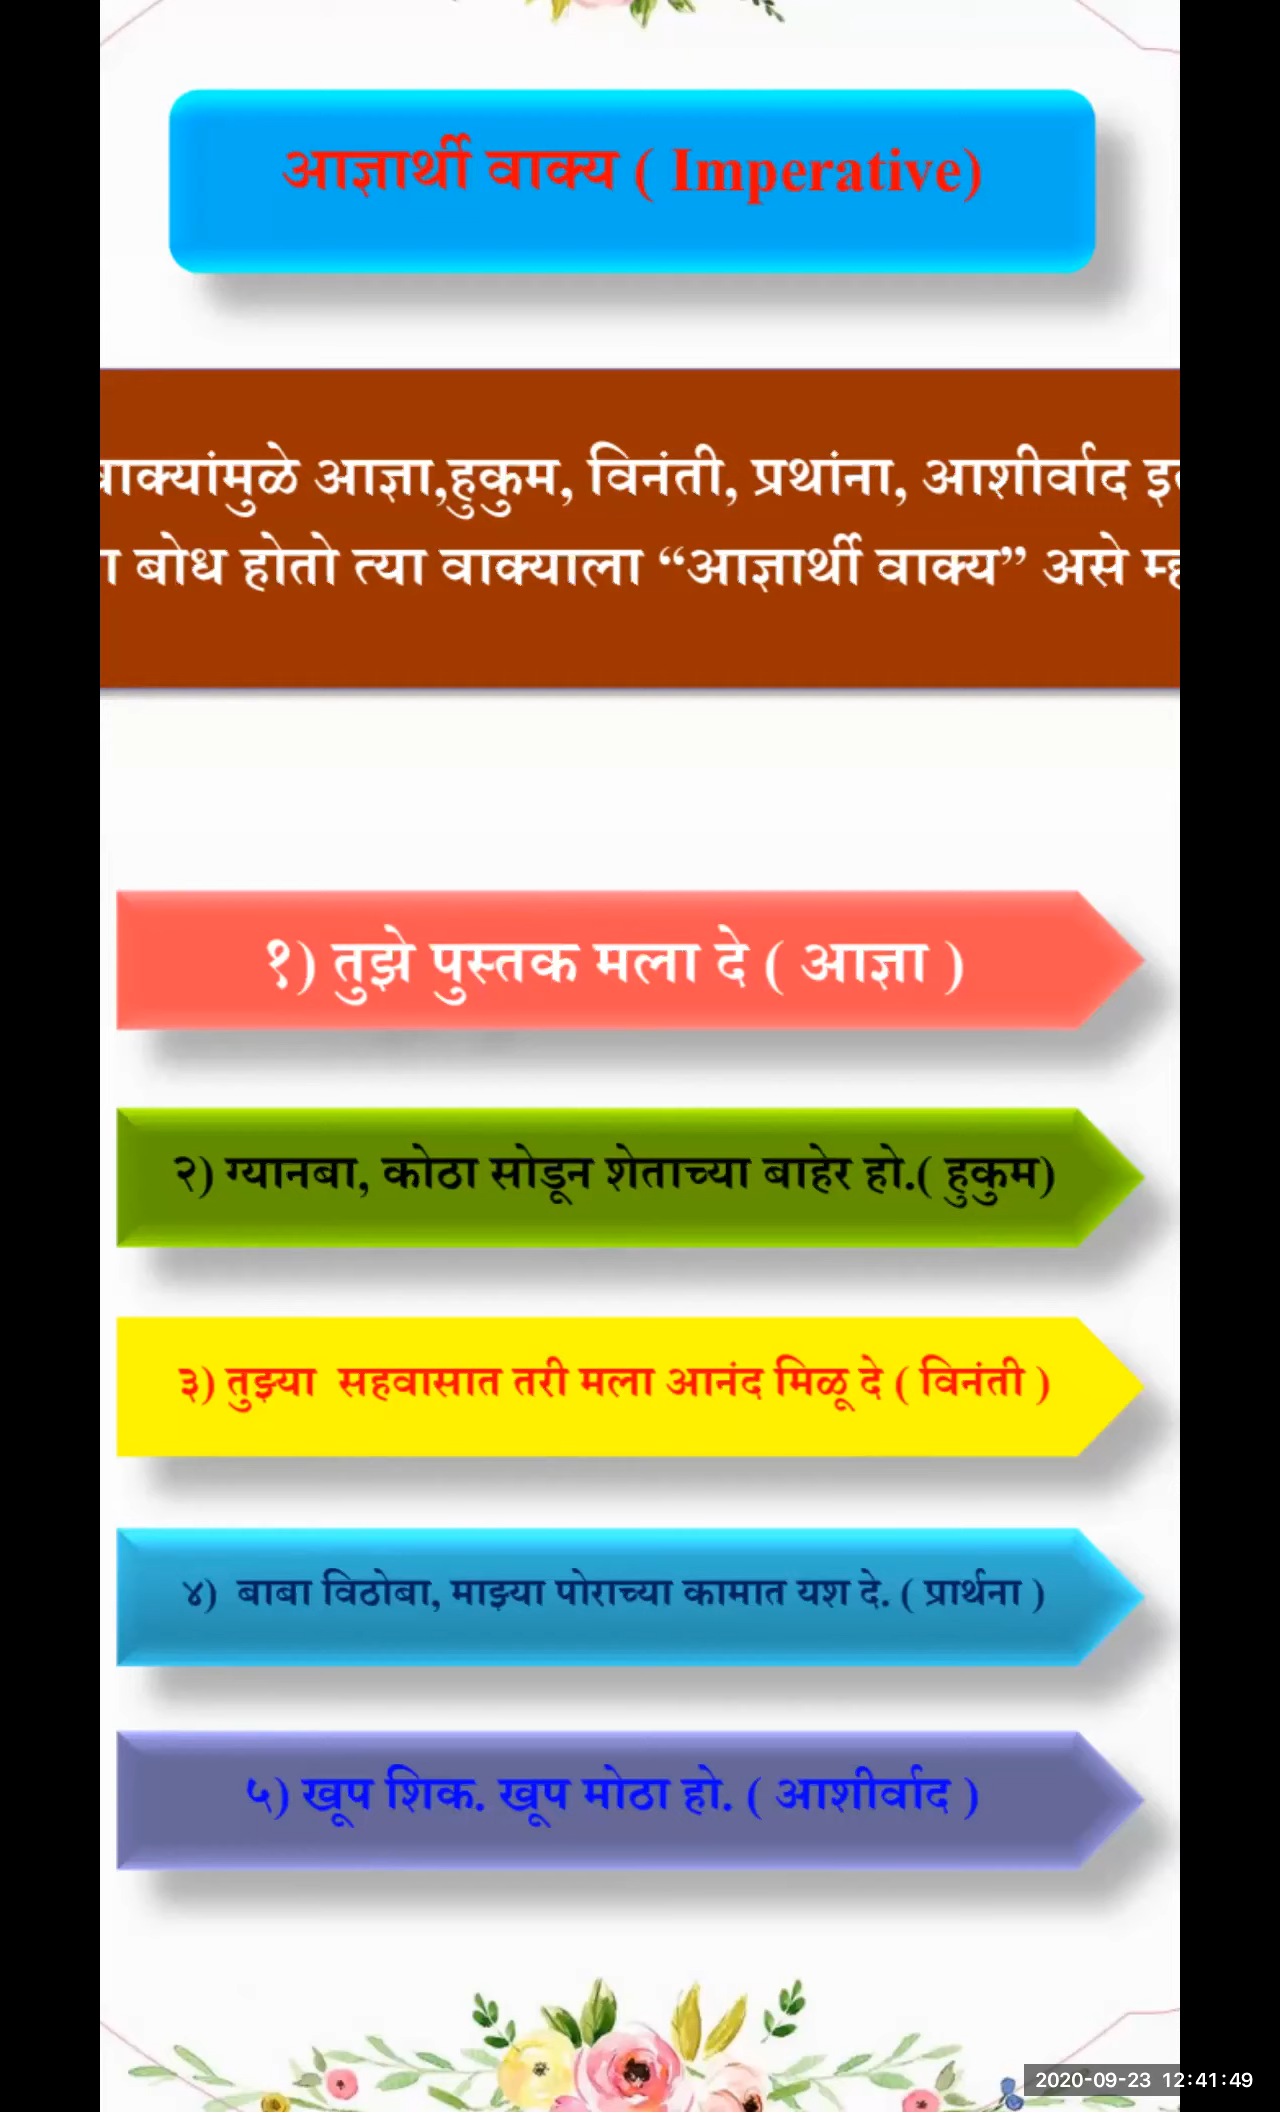 आज्ञार्थी वाक्य ( Imperative)
वाक्यांमुळे आज्ञा,हुकुम, विनंती, प्रथांना, आशीर्वाद
बोध होतो त्या वाक्याला “आज्ञार्थी वाक्य” असे
१) तुझे पुस्तक मला दे ( आज्ञा )
२) ग्यानबा, कोठा सोडून शेताच्या बाहेर हो.( हुकुम)
३) तुझ्या सहवासात तरी मला आनंद मिळू दे ( विनंती )
४) बाबा विठोबा, माझ्या पोराच्या कामात यश दे. ( प्रार्थना )
५) खूप शिक. खूप मोठा हो. ( आशीर्वाद )
2020-09-23 12:41:49